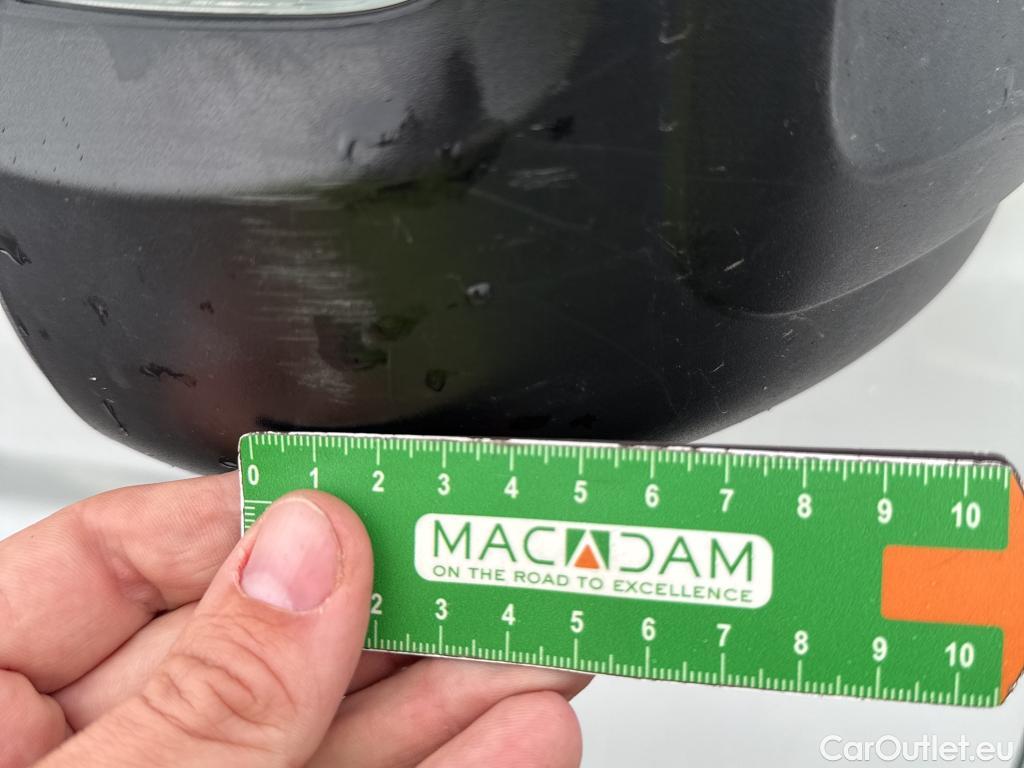 0 1 2 3 4 5 6 7 8 9 10
MACADAM
ON THE ROAD TO EXCELLENCE
2 3 4 5 6 7 8 9 10
CarOutlet.eu